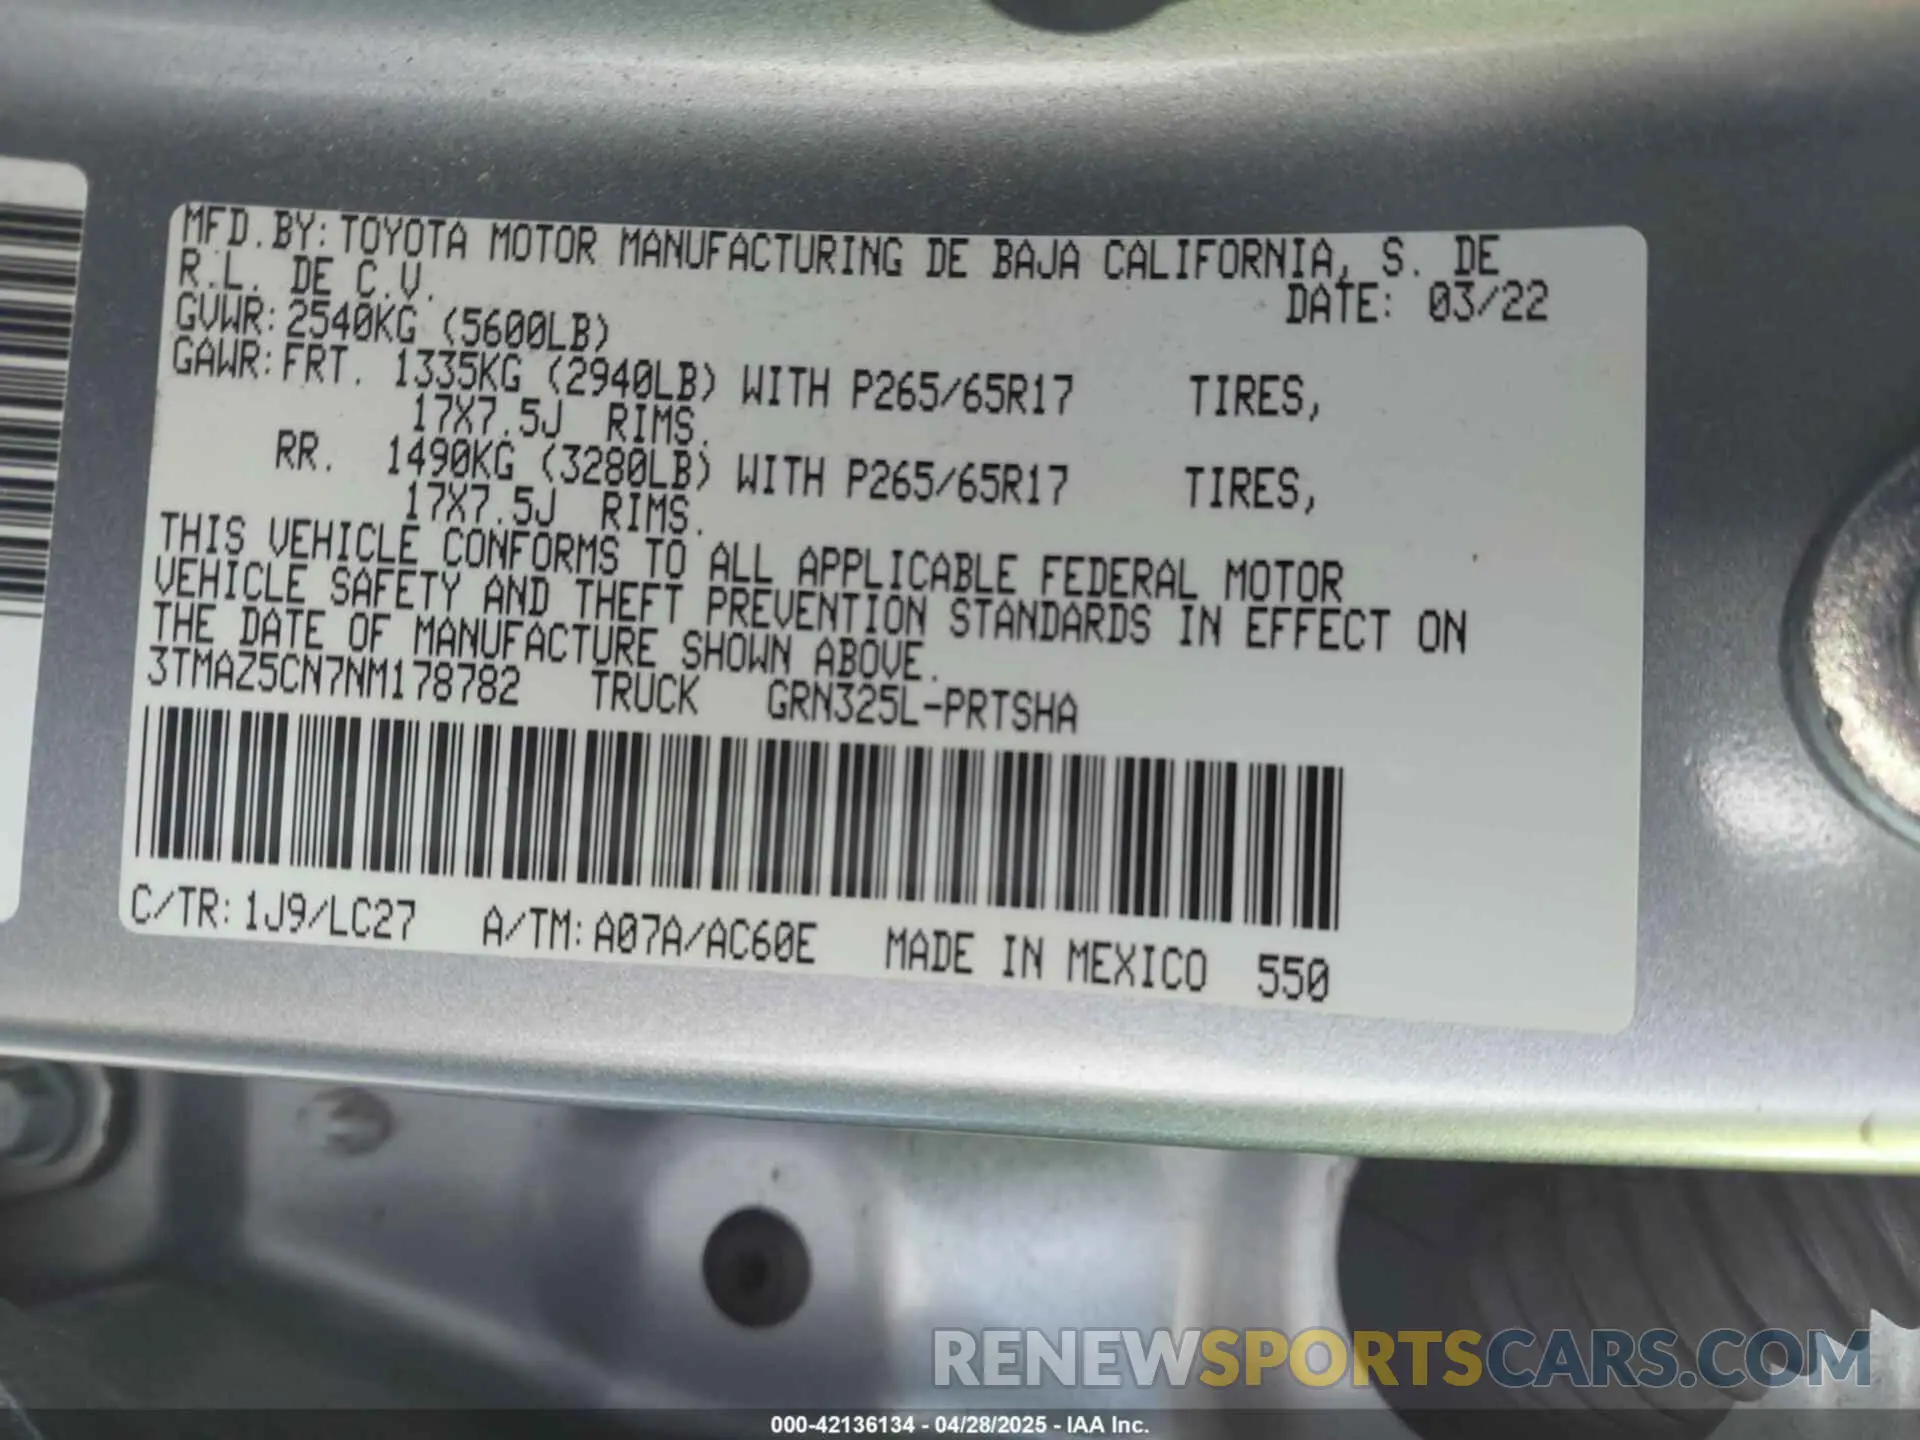 MFD.BY: TOYOTA MOTOR MANUFACTURING DE BAJA CALIFORNIA, S. DE
R.L. DE C.V.
DATE: 03/22
GVWR: 2540KG (5600LB)
GAWR: FRT. 1335KG (2940LB) WITH P265/65R17 TIRES,
17X7.5J RIMS.
RR. 1490KG (3280LB) WITH P265/65R17 TIRES,
17X7.5J RIMS.
THIS VEHICLE CONFORMS TO ALL APPLICABLE FEDERAL MOTOR
VEHICLE SAFETY AND THEFT PREVENTION STANDARDS IN EFFECT ON
THE DATE OF MANUFACTURE SHOWN ABOVE.
3TMAZ5CN7NM178782 TRUCK GRN325L-PRTSHA
C/TR: 1J9/LC27 A/TM: A07A/AC60E MADE IN MEXICO 550
RENEWSPORTSCARS.COM
000-42136134 - 04/28/2025 - IAA Inc.